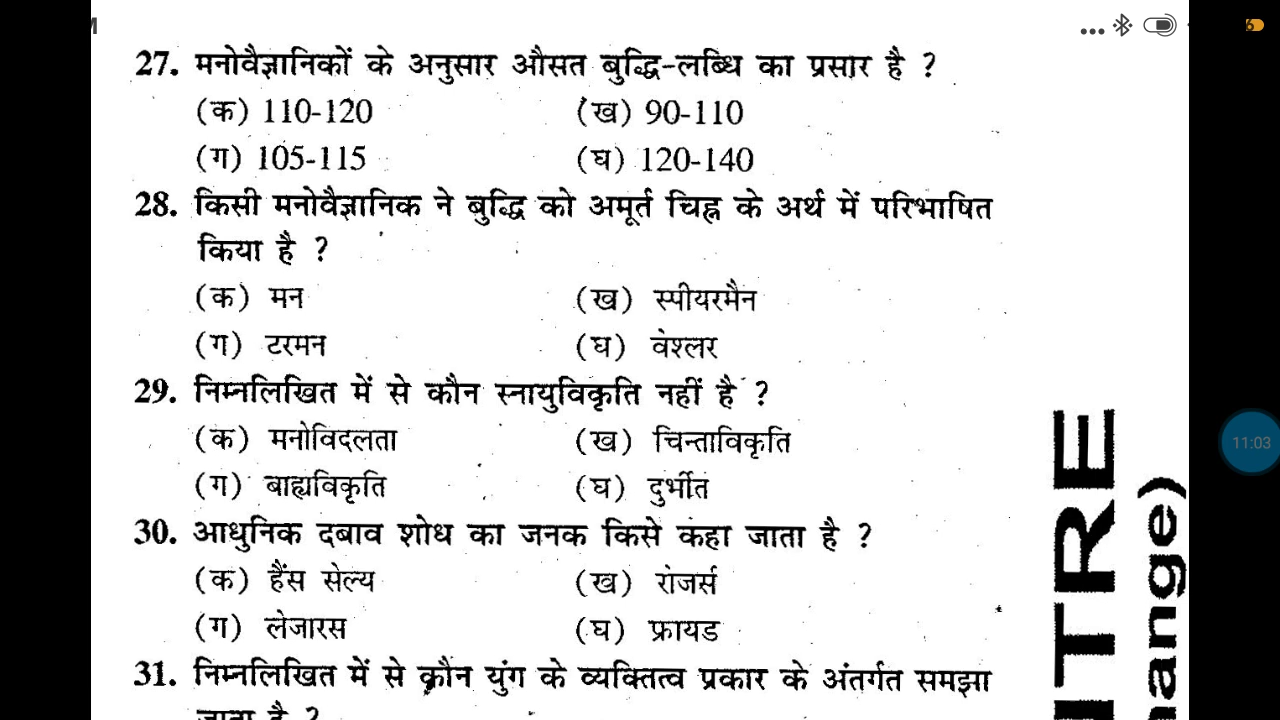 27. मनोवैज्ञानिकों के अनुसार औसत बुद्धि-लब्धि का प्रसार है ?
(क) 110-120 (ख) 90-110
(ग) 105-115 (घ) 120-140
28. किसी मनोवैज्ञानिक ने बुद्धि को अमूर्त चिह्न के अर्थ में परिभाषित
किया है ?
(क) मन (ख) स्पीयरमैन
(ग) टरमन (घ) वेश्लर
29. निम्नलिखित में से कौन स्नायुविकृति नहीं है ?
(क) मनोविदलता (ख) चिन्ताविकृति
(ग) बाह्यविकृति (घ) दुर्भीत
30. आधुनिक दबाव शोध का जनक किसे कहा जाता है ?
(क) हैंस सेल्य (ख) रोजर्स
(ग) लेजारस (घ) फ्रायड
31. निम्नलिखित में से कौन युंग के व्यक्तित्व प्रकार के अंतर्गत समझा
जाता है ?
11:03